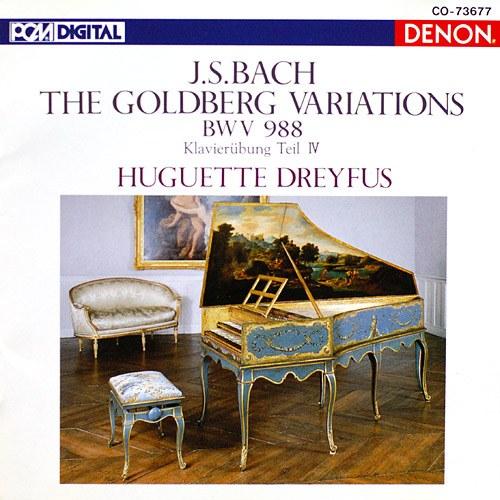 CO-73677
PCM DIGITAL
DENON
J.S.BACH
THE GOLDBERG VARIATIONS
BWV 988
Klavierübung Teil IV
HUGUETTE DREYFUS